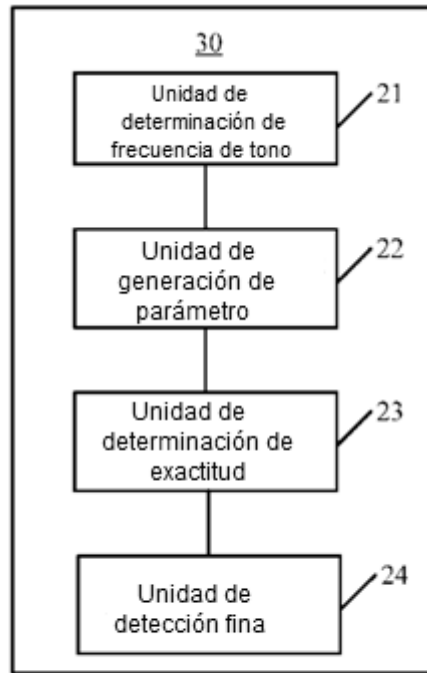 30
Unidad de
determinación de
frecuencia de tono
21
Unidad de
generación de
parámetro
22
Unidad de
determinación de
exactitud
23
Unidad de
detección fina
24